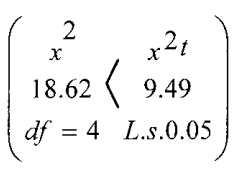 x² x²t
18.62 < 9.49
df = 4 L.s.0.05